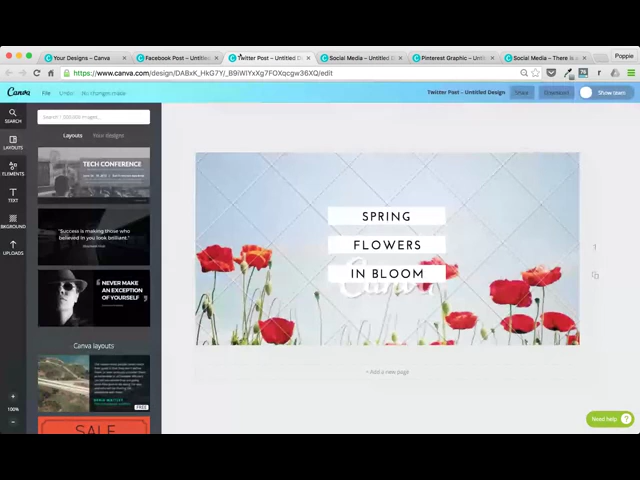 Your Designs – Canva
Facebook Post – Untitled
Twitter Post – Untitled D
Social Media – Untitled D
Pinterest Graphic – Unti
Social Media – There is
Poppie
https://www.canva.com/design/DABxK_HkG7Y/_B9iWiYxXg7FOXqcgw36XQ/edit
Canva
File
Undo
No changes made
Twitter Post – Untitled Design
Share
Download
Show team
SEARCH
LAYOUTS
ELEMENTS
TEXT
BKGROUND
UPLOADS
100%
Layouts
Your designs
TECH CONFERENCE
"Success is making those who
believed in you look brilliant."
NEVER MAKE
AN EXCEPTION
OF YOURSELF
Canva layouts
FREE
SALE
SPRING
FLOWERS
IN BLOOM
Canva
1
+ Add a new page
Need help
?